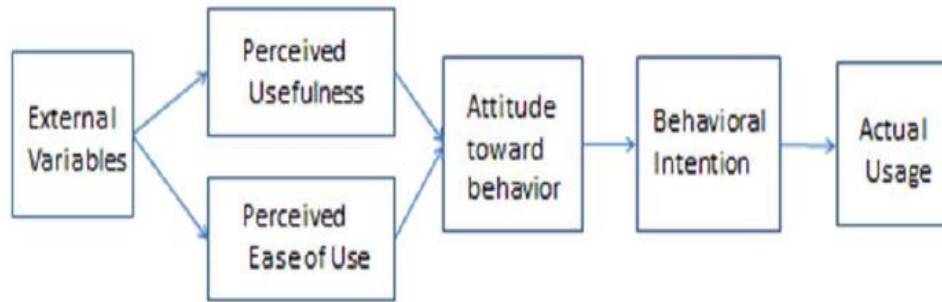 External
Variables
Perceived
Usefulness
Perceived
Ease of Use
Attitude
toward
behavior
Behavioral
Intention
Actual
Usage